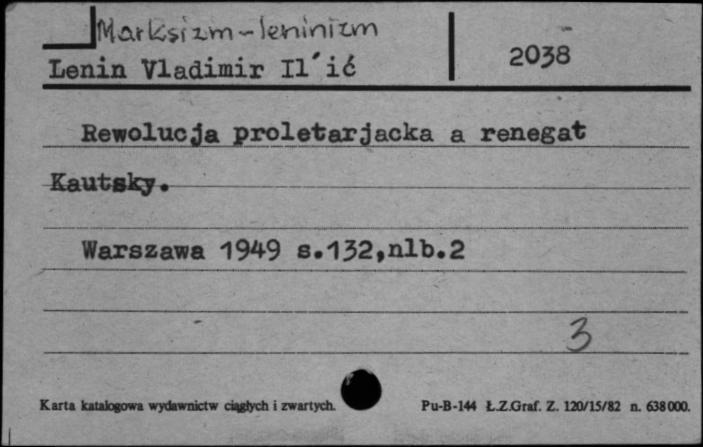 Marksizm-leninizm
Lenin Vladimir Il´ić
2038
Rewolucja proletarjacka a renegat
Kautsky.
Warszawa 1949 s.132,nlb.2
3
Karta katalogowa wydawnictw ciągłych i zwartych.
Pu-B-144 Ł.Z.Graf. Z. 120/15/82 n. 638000.